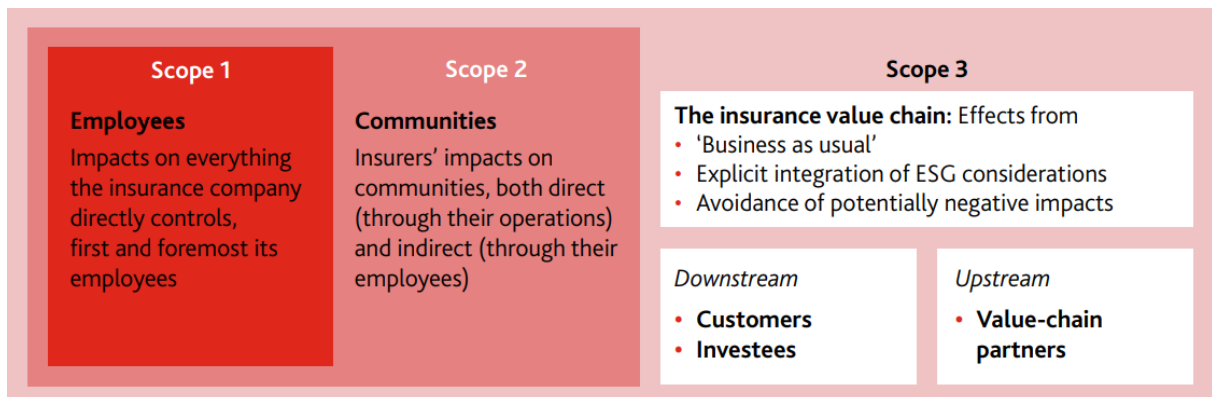 Scope 1
Employees
Impacts on everything
the insurance company
directly controls,
first and foremost its
employees
Scope 2
Communities
Insurers’ impacts on
communities, both direct
(through their operations)
and indirect (through their
employees)
Scope 3
The insurance value chain: Effects from
• ‘Business as usual’
• Explicit integration of ESG considerations
• Avoidance of potentially negative impacts
Downstream
• Customers
• Investees
Upstream
• Value-chain
partners